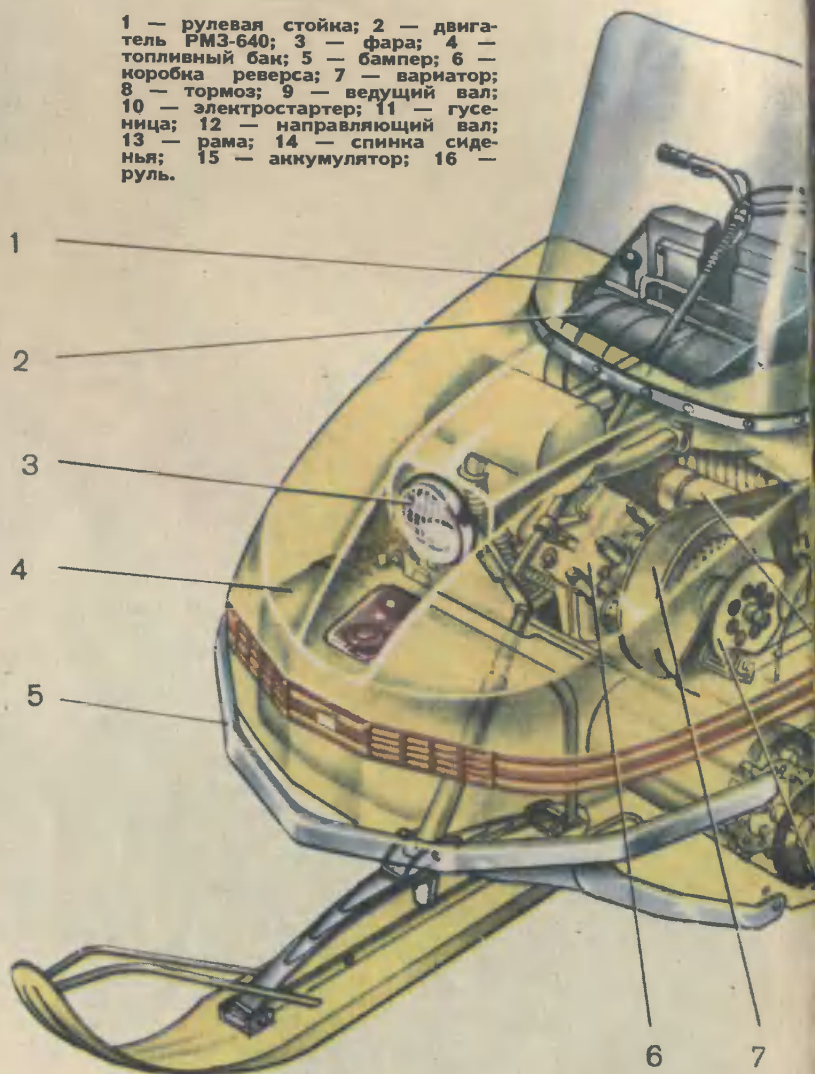 1 — рулевая стойка; 2 — двига-
тель РМЗ-640; 3 — фара; 4 —
топливный бак; 5 — бампер; 6 —
коробка реверса; 7 — вариатор;
8 — тормоз; 9 — ведущий вал;
10 — электростартер; 11 — гусе-
ница; 12 — направляющий вал;
13 — рама; 14 — спинка сиде-
нья; 15 — аккумулятор; 16 —
руль.
1
2
3
4
5
6
7